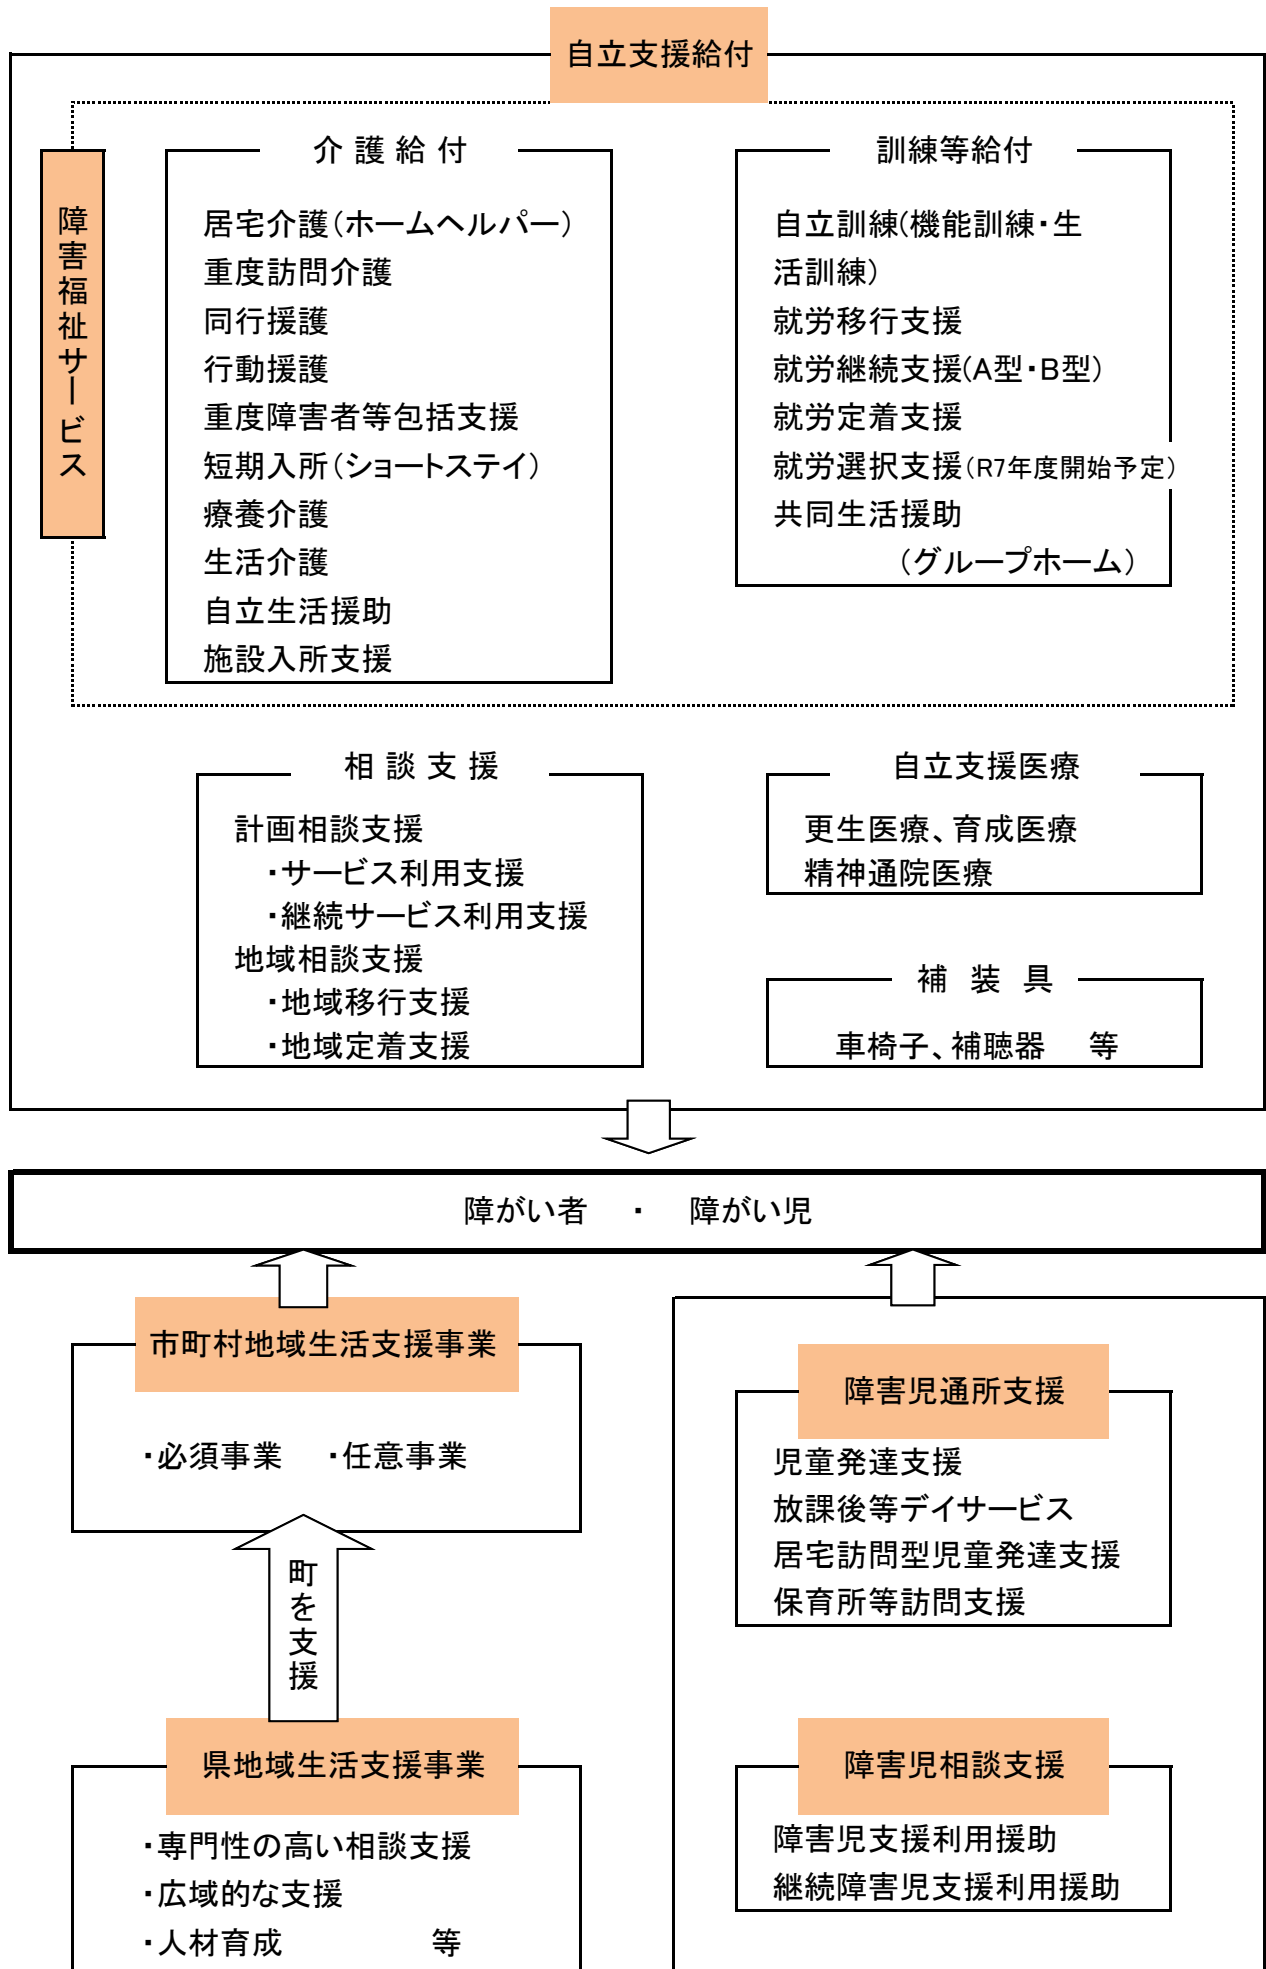 自立支援給付
障害福祉サービス
介護給付
居宅介護(ホームヘルパー)
重度訪問介護
同行援護
行動援護
重度障害者等包括支援
短期入所(ショートステイ)
療養介護
生活介護
自立生活援助
施設入所支援
訓練等給付
自立訓練(機能訓練・生
活訓練)
就労移行支援
就労継続支援(A型・B型)
就労定着支援
就労選択支援(R7年度開始予定)
共同生活援助
(グループホーム)
相談支援
計画相談支援
・サービス利用支援
・継続サービス利用支援
地域相談支援
・地域移行支援
・地域定着支援
自立支援医療
更生医療、育成医療
精神通院医療
補装具
車椅子、補聴器 等
障がい者 ・ 障がい児
市町村地域生活支援事業
・必須事業 ・任意事業
町を支援
県地域生活支援事業
・専門性の高い相談支援
・広域的な支援
・人材育成 等
障害児通所支援
児童発達支援
放課後等デイサービス
居宅訪問型児童発達支援
保育所等訪問支援
障害児相談支援
障害児支援利用援助
継続障害児支援利用援助